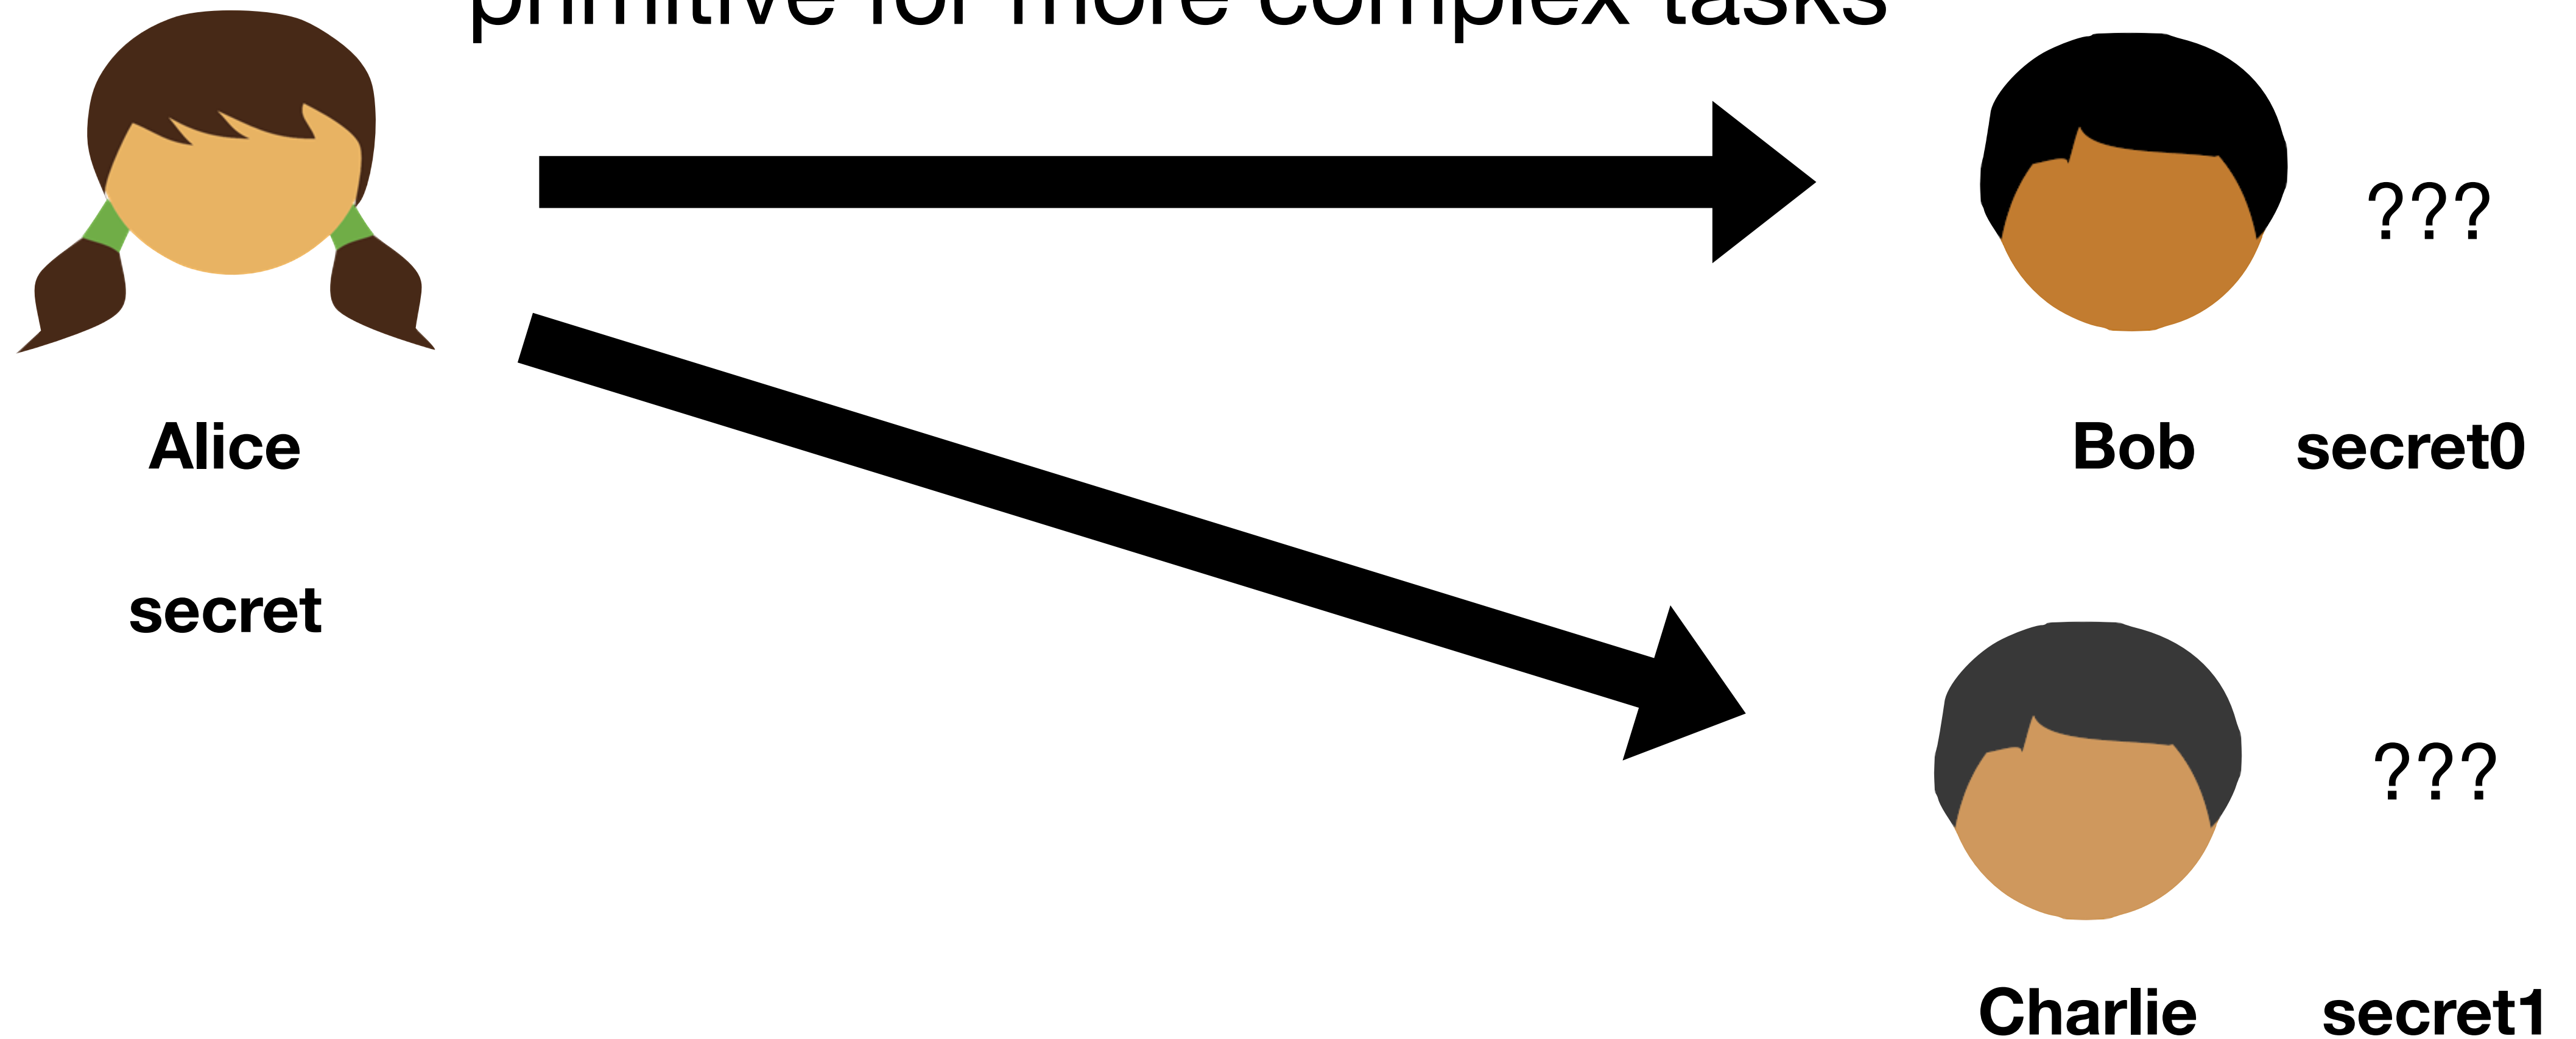 primitive for more complex tasks
???
Alice
Bob
secret0
secret
???
Charlie
secret1